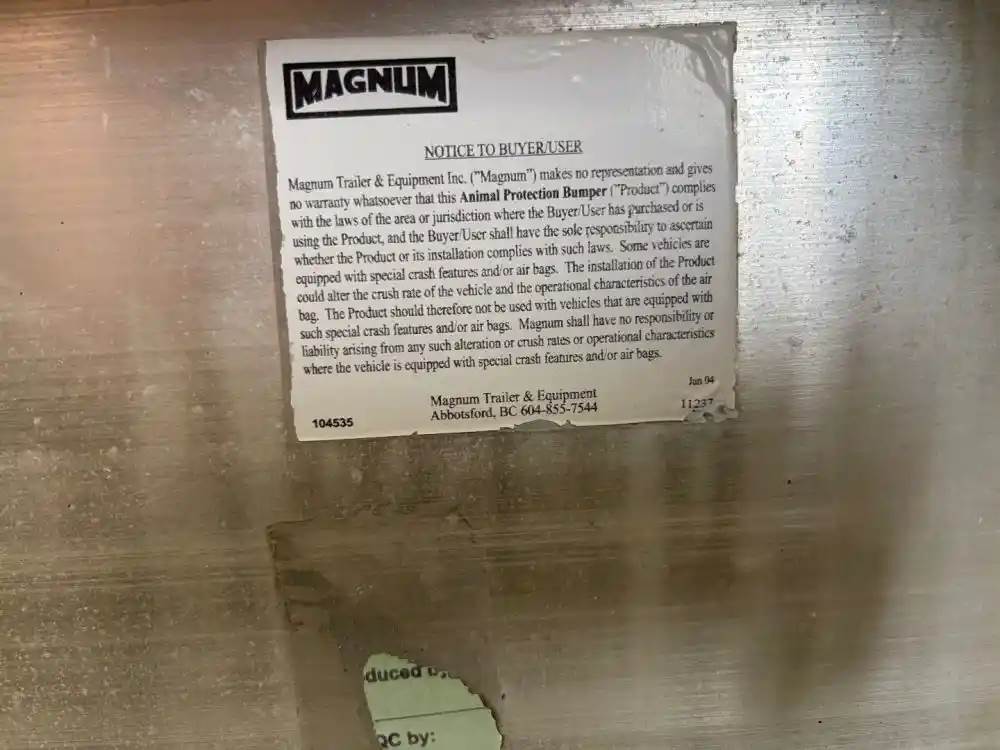 MAGNUM
NOTICE TO BUYER/USER
Magnum Trailer & Equipment Inc. ("Magnum") makes no representation and gives
no warranty whatsoever that this Animal Protection Bumper ("Product") complies
with the laws of the area or jurisdiction where the Buyer/User has purchased or is
using the Product, and the Buyer/User shall have the sole responsibility to ascertain
whether the Product or its installation complies with such laws. Some vehicles are
equipped with special crash features and/or air bags. The installation of the Product
could alter the crush rate of the vehicle and the operational characteristics of the air
bag. The Product should therefore not be used with vehicles that are equipped with
such special crash features and/or air bags. Magnum shall have no responsibility or
liability arising from any such alteration or crush rates or operational characteristics
where the vehicle is equipped with special crash features and/or air bags.
Magnum Trailer & Equipment
Abbotsford, BC 604-855-7544
Jun 94
11237
104535
duced
QC by: